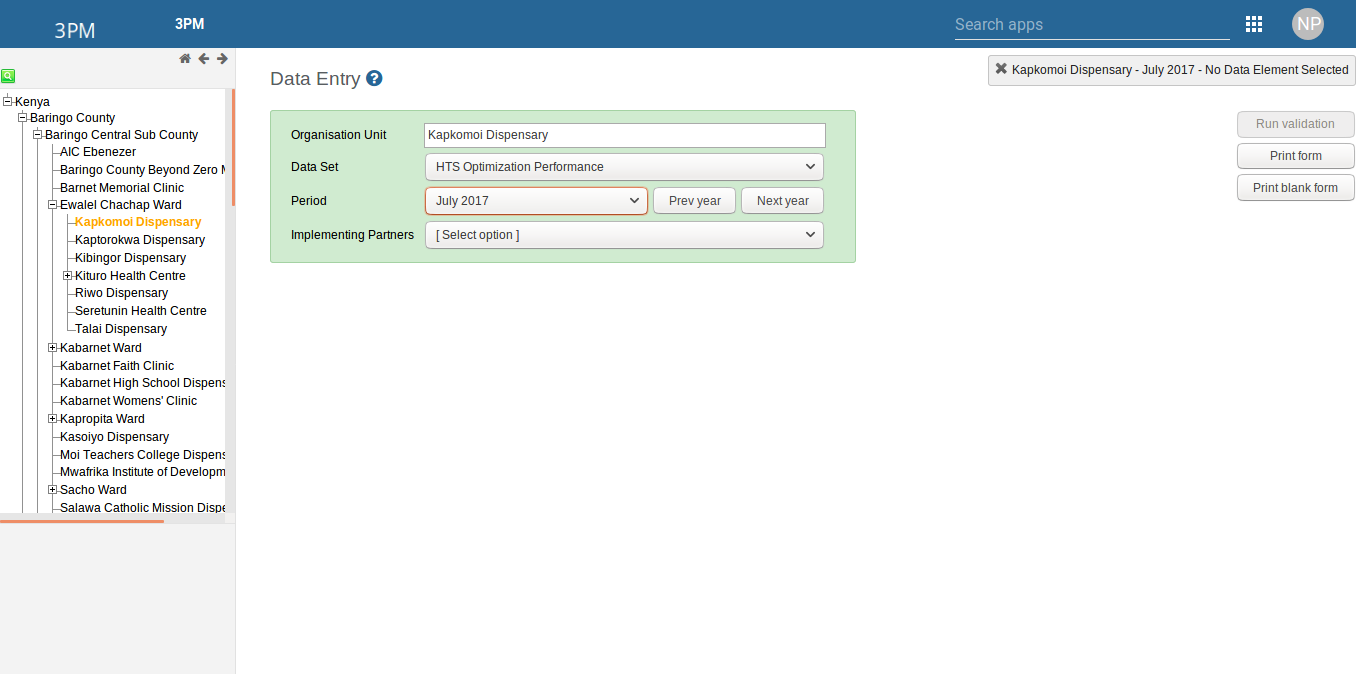 3PM
3PM
Search apps
NP
Data Entry
Kapkomoi Dispensary - July 2017 - No Data Element Selected
Organisation Unit
Kapkomoi Dispensary
Data Set
HTS Optimization Performance
Period
July 2017
Prev year
Next year
Implementing Partners
[ Select option ]
Run validation
Print form
Print blank form
Kenya
Baringo County
Baringo Central Sub County
AIC Ebenezer
Baringo County Beyond Zero
Barnet Memorial Clinic
Ewalel Chachap Ward
Kapkomoi Dispensary
Kaptorokwa Dispensary
Kibingor Dispensary
Kituro Health Centre
Riwo Dispensary
Seretunin Health Centre
Talai Dispensary
Kabarnet Ward
Kabarnet Faith Clinic
Kabarnet High School Dispens
Kabarnet Womens' Clinic
Kapropita Ward
Kasoiyo Dispensary
Moi Teachers College Dispens
Mwafrika Institute of Developm
Sacho Ward
Salawa Catholic Mission Dispe